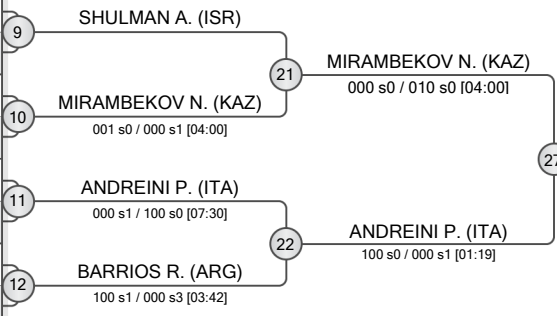 9
SHULMAN A. (ISR)
21
MIRAMBEKOV N. (KAZ)
000 s0 / 010 s0 [04:00]
10
MIRAMBEKOV N. (KAZ)
001 s0 / 000 s1 [04:00]
27
11
ANDREINI P. (ITA)
000 s1 / 100 s0 [07:30]
22
ANDREINI P. (ITA)
100 s0 / 000 s1 [01:19]
12
BARRIOS R. (ARG)
100 s1 / 000 s3 [03:42]